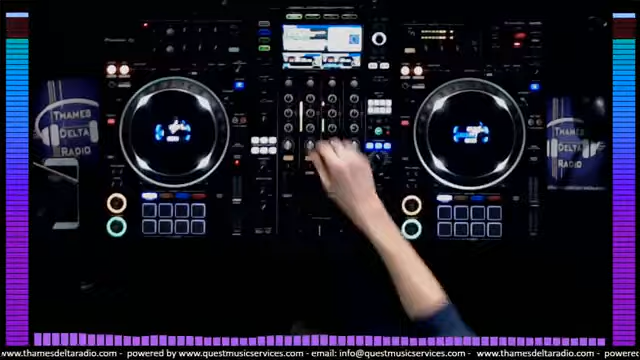 THAMES
DELTA
RADIO
THAMES
DELTA
RADIO
www.thamesdeltaradio.com - powered by www.questmusicservices.com - email: info@questmusicservices.com - www.thamesdeltaradio.com - powere